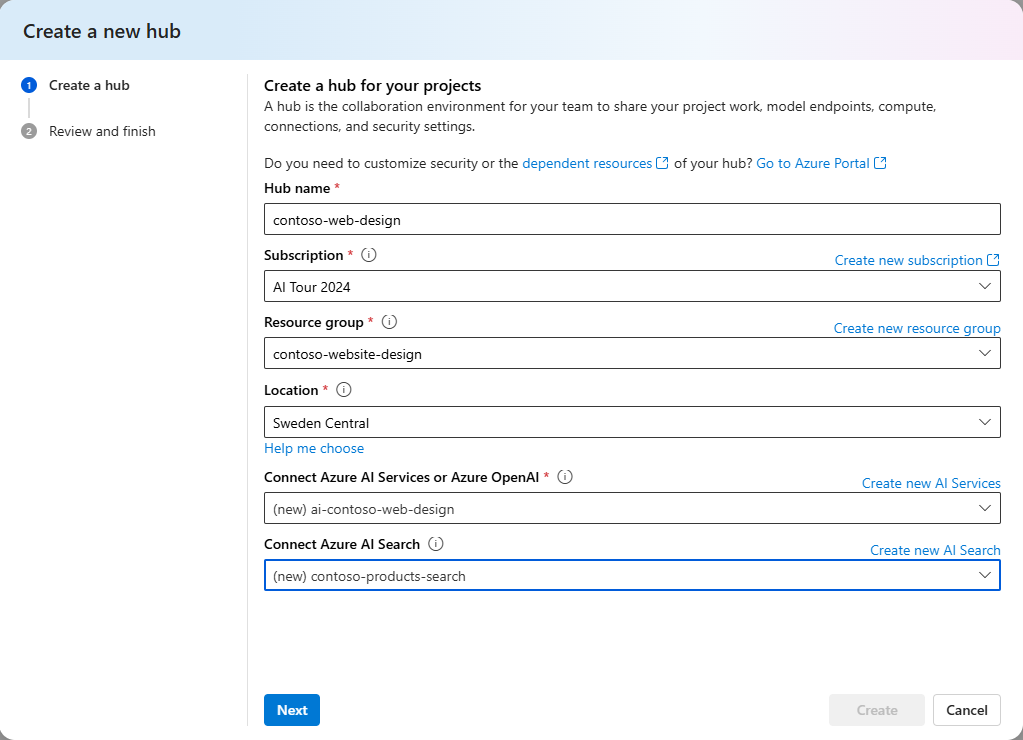 Create a new hub
1 Create a hub
2 Review and finish
Create a hub for your projects
A hub is the collaboration environment for your team to share your project work, model endpoints, compute,
connections, and security settings.
Do you need to customize security or the dependent resources of your hub? Go to Azure Portal
Hub name *
contoso-web-design
Subscription *
Create new subscription
AI Tour 2024
Resource group *
Create new resource group
contoso-website-design
Location *
Sweden Central
Help me choose
Connect Azure AI Services or Azure OpenAI *
Create new AI Services
(new) ai-contoso-web-design
Connect Azure AI Search
Create new AI Search
(new) contoso-products-search
Next
Create
Cancel